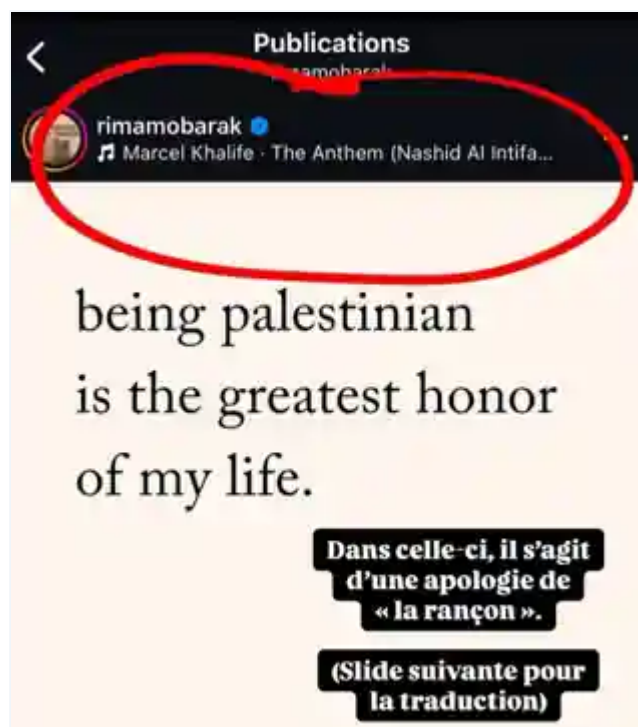 Publications
rimamobarak
rimamobarak
Marcel Khalife · The Anthem (Nashid Al Intifa...
being palestinian
is the greatest honor
of my life.
Dans celle-ci, il s'agit
d'une apologie de
« la rançon ».
(Slide suivante pour
la traduction)